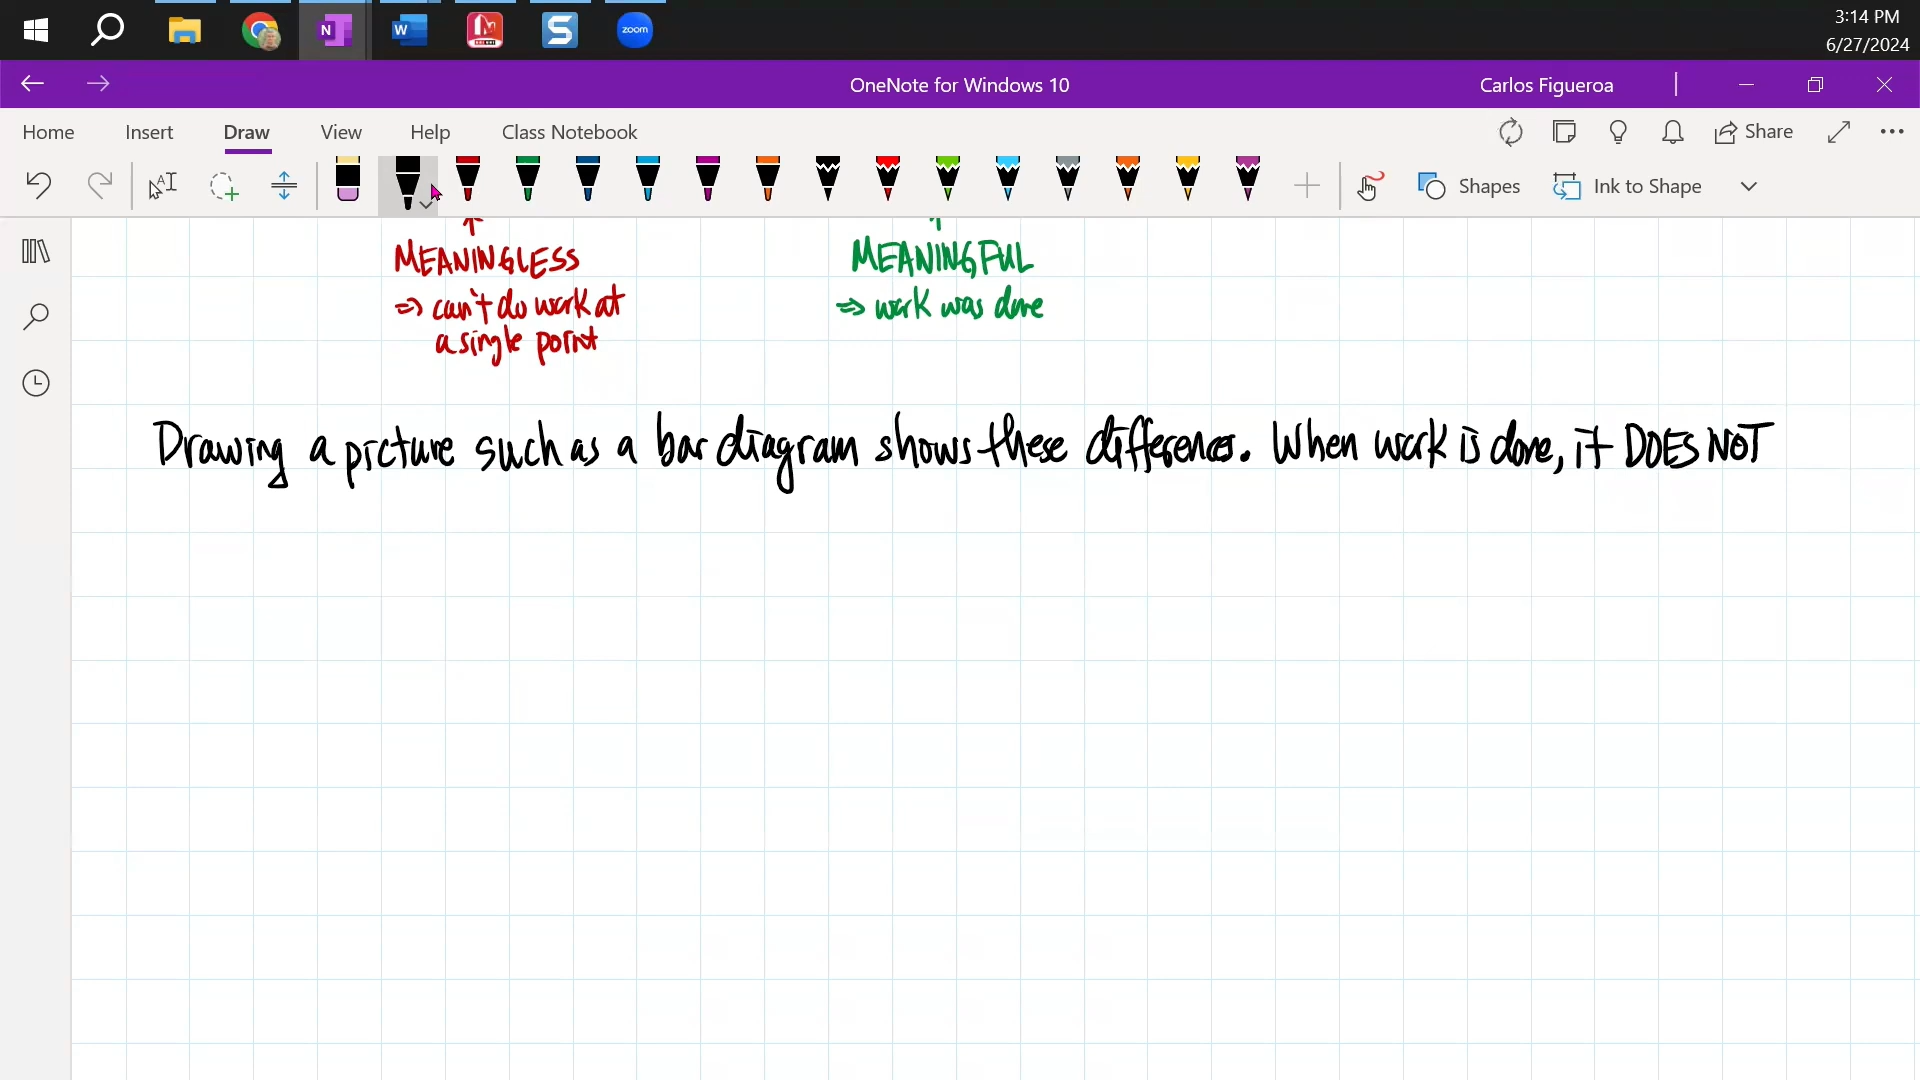 3:14 PM
6/27/2024
W
zoom
N
S
OneNote for Windows 10
Carlos Figueroa
Home Insert Draw View Help Class Notebook
Share
Shapes
Ink to Shape
MEANINGLESS
⇒ can't do work at
a single point
MEANINGFUL
⇒ work was done
Drawing a picture such as a bar diagram shows these differences. When work is done, it DOES NOT